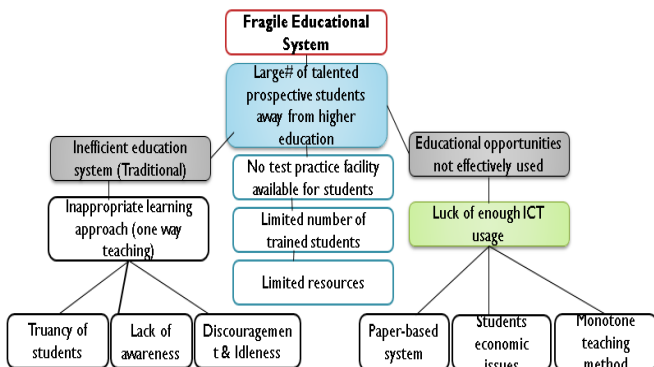 Fragile Educational
System
Large# of talented
prospective students
away from higher
education
Inefficient education
system (Traditional)
Educational opportunities
not effectively used
No test practice facility
available for students
Inappropriate learning
approach (one way
teaching)
Limited number of
trained students
Luck of enough ICT
usage
Limited resources
Truancy of
students
Lack of
awareness
Discouragemen
t & Idleness
Paper-based
system
Students
economic
issues
Monotone
teaching
method